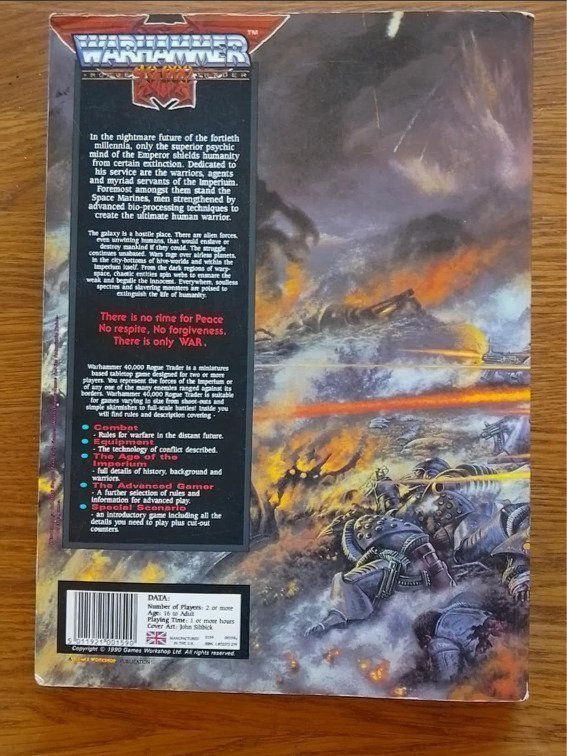 WARHAMMER
TM
40,000
ROGUE TRADER
In the nightmare future of the fortieth
millennia, only the superior psychic
mind of the Emperor shields humanity
from certain extinction. Dedicated to
his service are the warriors, agents
and myriad servants of the Imperium.
Foremost amongst them stand the
Space Marines, men strengthened by
advanced bio-processing techniques to
create the ultimate human warrior.
The galaxy is a hostile place. There are alien forces,
even unwitting humans, that would enslave or
destroy mankind if they could. The struggle
continues unabated. Wars rage over airless planets,
in the city-bottoms of hive-worlds and within the
Imperium itself. From the dark regions of warp-
space, chaotic entities spin webs to ensnare the
weak and beguile the innocent. Everywhere, soulless
spectres and slavering monsters are poised to
extinguish the life of humanity.
There is no time for Peace
No respite, No forgiveness.
There is only WAR.
Warhammer 40,000 Rogue Trader is a miniatures
based tabletop game designed for two or more
players. You represent the forces of the Imperium or
of any one of the many enemies ranged against its
borders. Warhammer 40,000 Rogue Trader is suitable
for games varying in size from shoot-outs and
simple skirmishes to full-scale battles! Inside you
will find rules and description covering -
Combat
- Rules for warfare in the distant future.
Equipment
- The technology of conflict described.
The Age of the
Imperium
- full details of history, background and
warriors.
The Advanced Gamer
- A further selection of rules and
information for advanced play.
Special Scenario
- an introductory game including all the
details you need to play plus cut-out
counters.
DATA:
Number of Players: 2 or more
Age: 16 to Adult
Playing Time: 1 or more hours
Cover Art: John Sibbick
MANUFACTURED
IN THE U.K
5 011921 001590
Copyright © 1990 Games Workshop Ltd. All rights reserved.
A GAMES WORKSHOP PUBLICATION